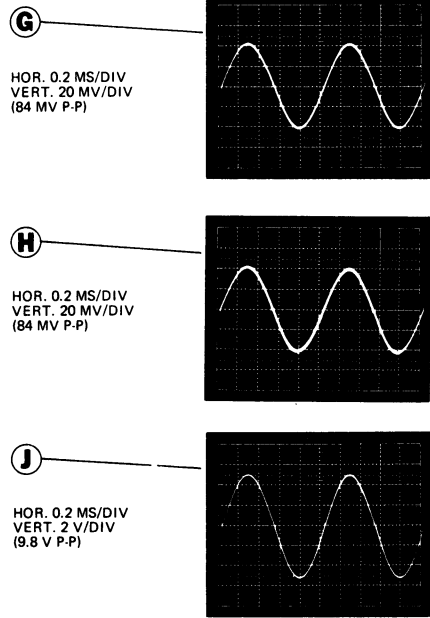 G
HOR. 0.2 MS/DIV
VERT. 20 MV/DIV
(84 MV P-P)
H
HOR. 0.2 MS/DIV
VERT. 20 MV/DIV
(84 MV P-P)
J
HOR. 0.2 MS/DIV
VERT. 2 V/DIV
(9.8 V P-P)